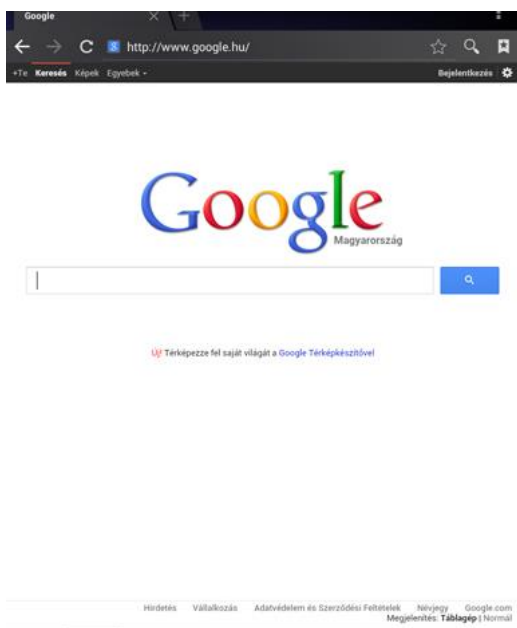 Google
http://www.google.hu/
+Te Keresés Képek Egyebek Bejelentkezés
Google
Magyarország
Új! Térképezze fel saját világát a Google Térképkészítővel
Hirdetés Vállalkozás Adatvédelem és Szerződési Feltételek Névjegy Google.com
Megjelenítés: Táblagép | Normál